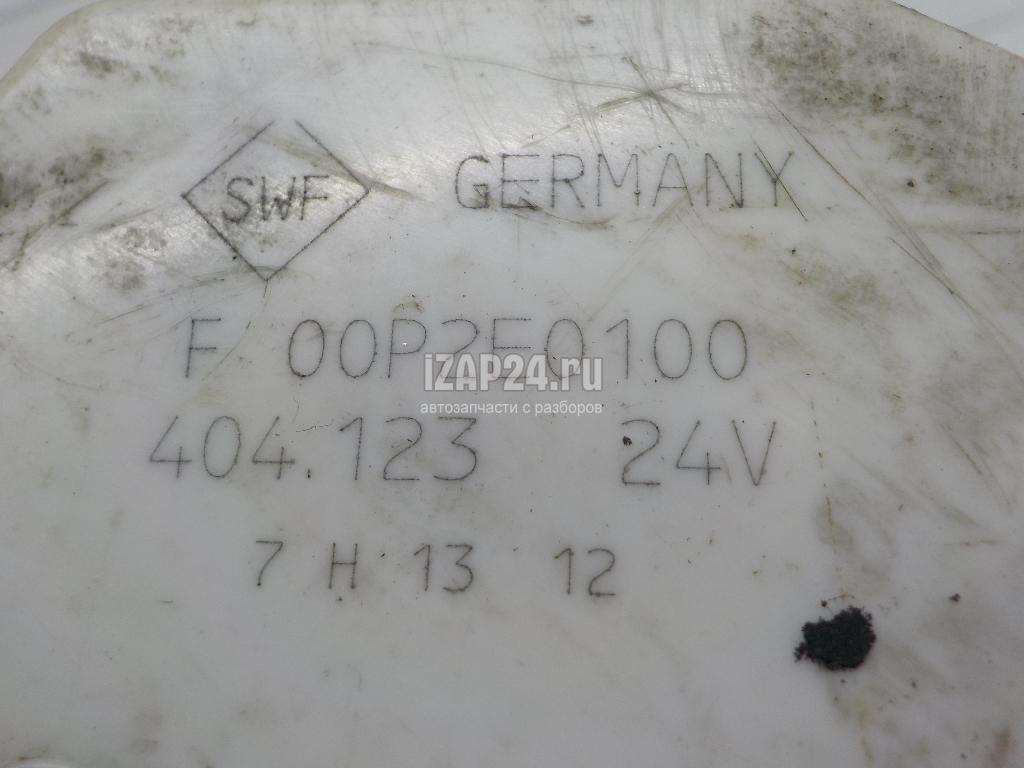 SWF GERMANY
F 00P2E0100
iZAP24.ru
автозапчасти с разборов
404.123 24V
7 H 13 12